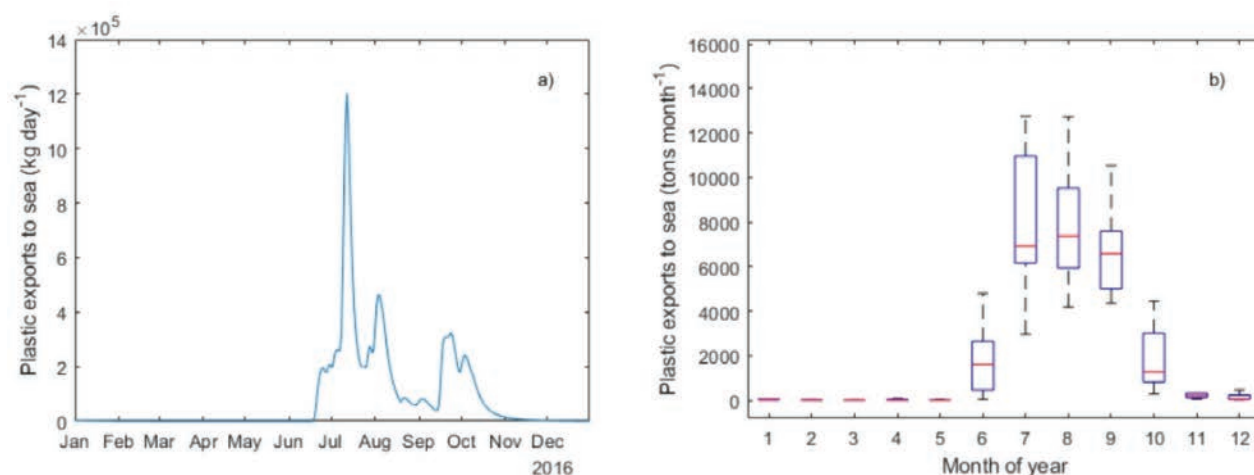 ×10⁵
14
12
10
8
6
4
2
0
Plastic exports to sea (kg day⁻¹)
a)
Jan Feb Mar Apr May Jun Jul Aug Sep Oct Nov Dec
2016
16000
14000
12000
10000
8000
6000
4000
2000
0
Plastic exports to sea (tons month⁻¹)
b)
1 2 3 4 5 6 7 8 9 10 11 12
Month of year